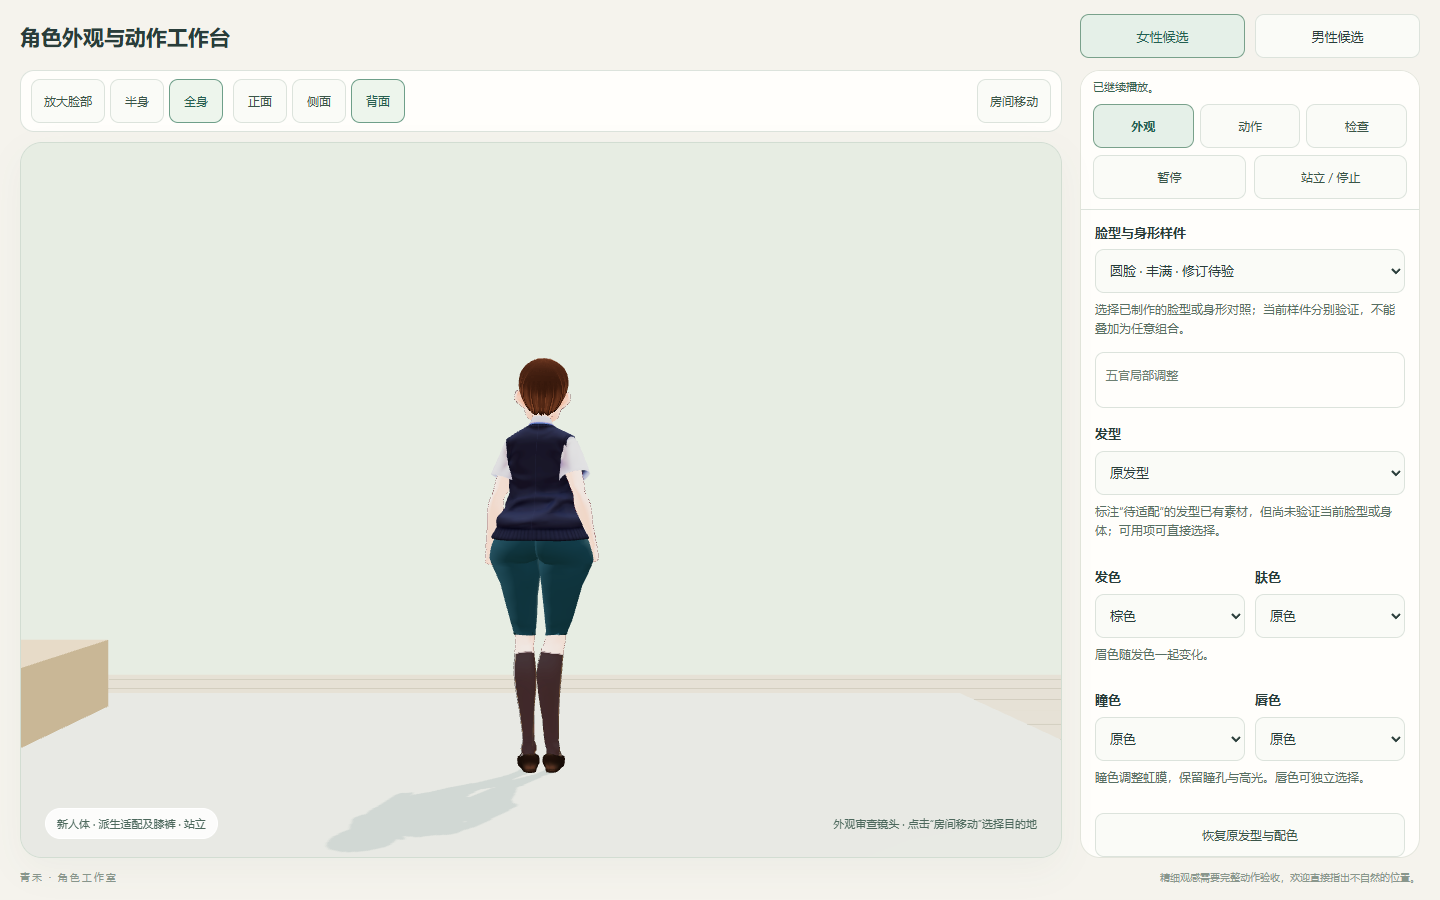 角色外观与动作工作台
女性候选
男性候选
放大脸部
半身
全身
正面
侧面
背面
房间移动
已继续播放。
外观
动作
检查
暂停
站立 / 停止
脸型与身形样件
圆脸 · 丰满 · 修订待验
选择已制作的脸型或身形对照；当前样件分别验证，不能
叠加为任意组合。
五官局部调整
发型
原发型
标注“待适配”的发型已有素材，但尚未验证当前脸型或身
体；可用项可直接选择。
发色
肤色
棕色
原色
眉色随发色一起变化。
瞳色
唇色
原色
原色
瞳色调整虹膜，保留瞳孔与高光。唇色可独立选择。
恢复原发型与配色
新人体 · 派生适配及膝裤 · 站立
外观审查镜头 · 点击“房间移动”选择目的地
青禾 · 角色工作室
精细观感需要完整动作验收，欢迎直接指出不自然的位置。